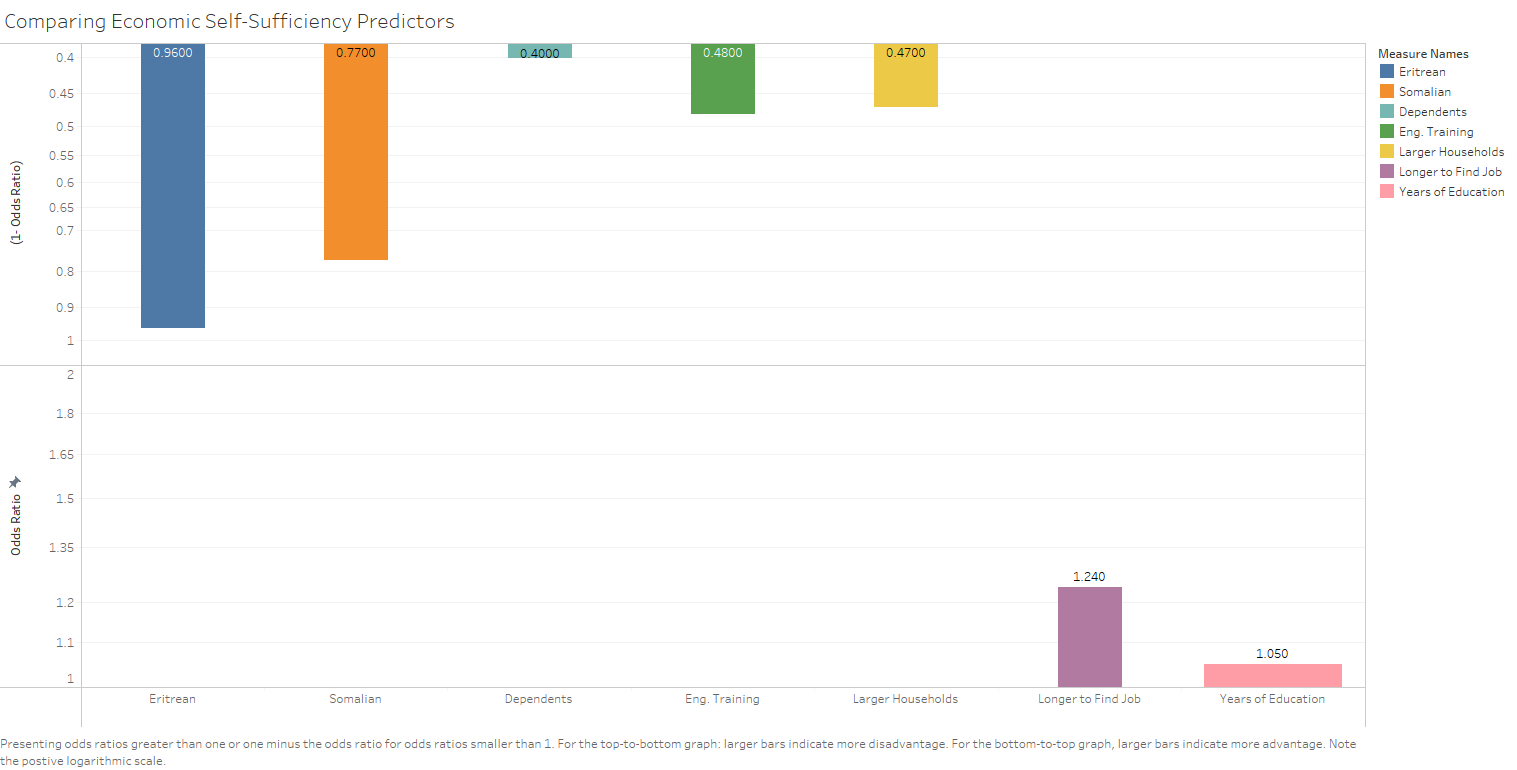 Comparing Economic Self-Sufficiency Predictors
(1- Odds Ratio)
0.4
0.45
0.5
0.55
0.6
0.65
0.7
0.8
0.9
1
0.9600
0.7700
0.4000
0.4800
0.4700
Odds Ratio
2
1.8
1.65
1.5
1.35
1.2
1.1
1
1.240
1.050
Eritrean
Somalian
Dependents
Eng. Training
Larger Households
Longer to Find Job
Years of Education
Measure Names
Eritrean
Somalian
Dependents
Eng. Training
Larger Households
Longer to Find Job
Years of Education
Presenting odds ratios greater than one or one minus the odds ratio for odds ratios smaller than 1. For the top-to-bottom graph: larger bars indicate more disadvantage. For the bottom-to-top graph, larger bars indicate more advantage. Note
the postive logarithmic scale.